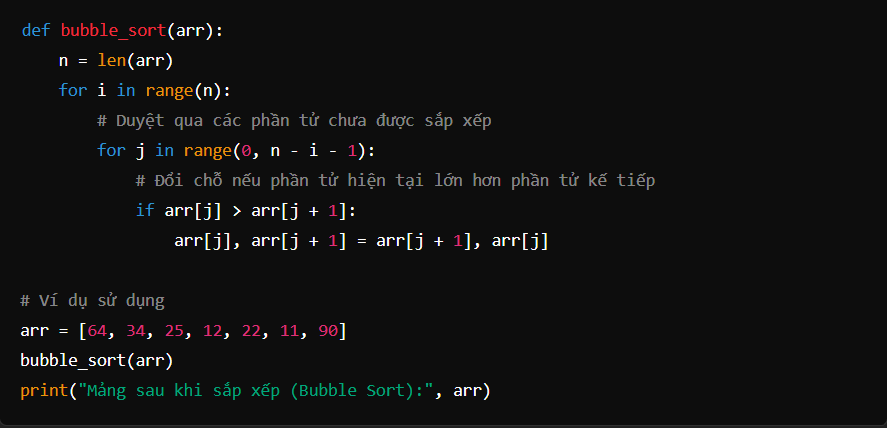 def bubble_sort(arr):
    n = len(arr)
    for i in range(n):
        # Duyệt qua các phần tử chưa được sắp xếp
        for j in range(0, n - i - 1):
            # Đổi chỗ nếu phần tử hiện tại lớn hơn phần tử kế tiếp
            if arr[j] > arr[j + 1]:
                arr[j], arr[j + 1] = arr[j + 1], arr[j]

# Ví dụ sử dụng
arr = [64, 34, 25, 12, 22, 11, 90]
bubble_sort(arr)
print("Mảng sau khi sắp xếp (Bubble Sort):", arr)